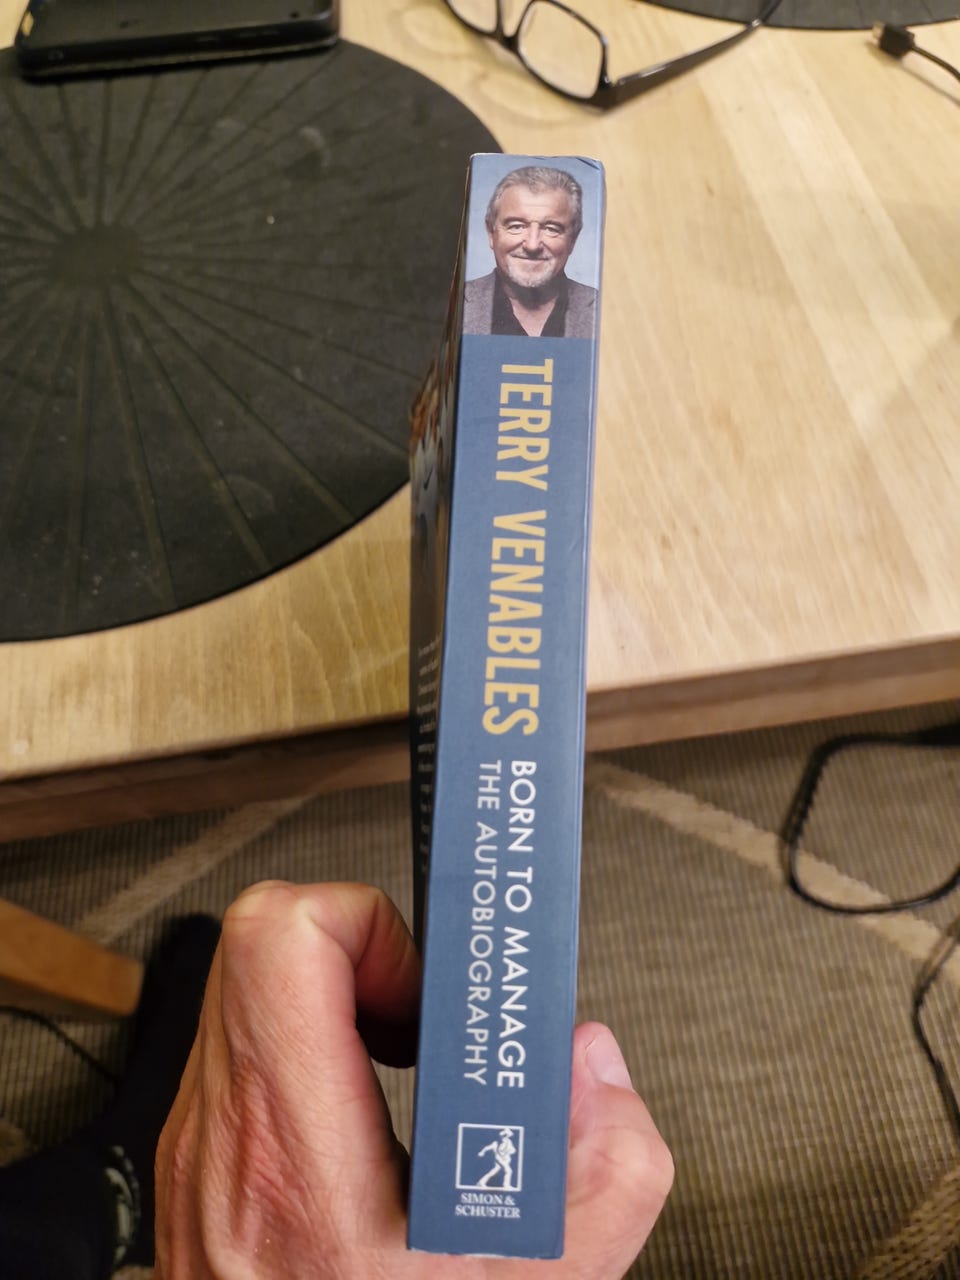 TERRY VENABLES
BORN TO MANAGE
THE AUTOBIOGRAPHY
SIMON &
SCHUSTER